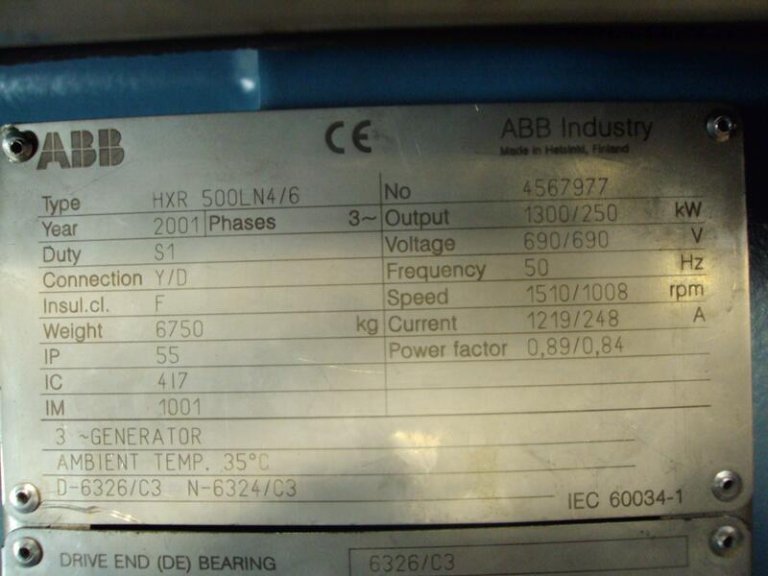 ABB CE ABB Industry
Made in Helsinki, Finland
Type HXR 500LN4/6 No 4567977
Year 2001 Phases 3~ Output 1300/250 kW
Duty S1 Voltage 690/690 V
Connection Y/D Frequency 50 Hz
Insul.cl. F Speed 1510/1008 rpm
Weight 6750 kg Current 1219/248 A
IP 55 Power factor 0,89/0,84
IC 417
IM 1001
3 ~GENERATOR
AMBIENT TEMP. 35°C
D-6326/C3 N-6324/C3
IEC 60034-1
DRIVE END (DE) BEARING 6326/C3